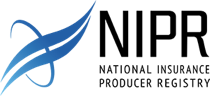 NIPR
NATIONAL INSURANCE
PRODUCER REGISTRY